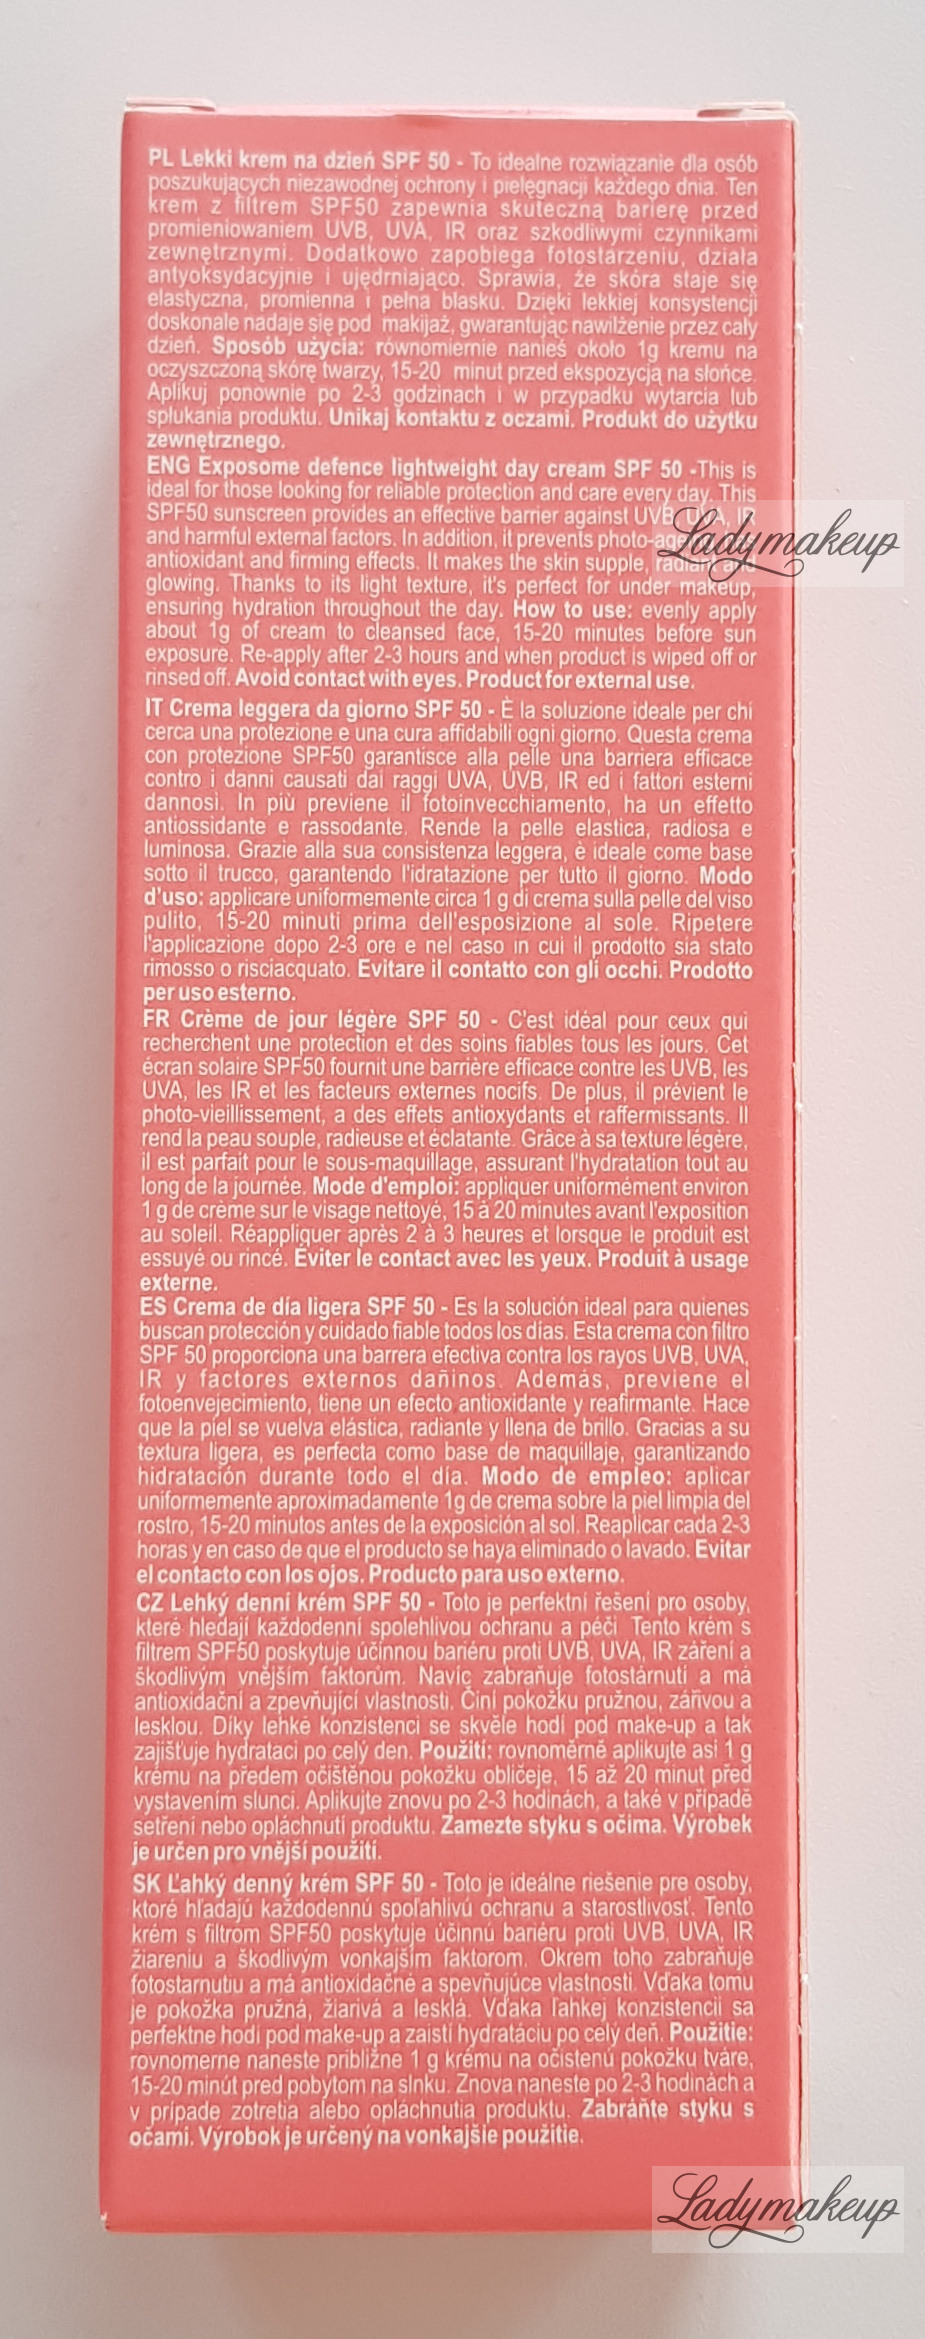 PL Lekki krem na dzień SPF 50 - To idealne rozwiązanie dla osób
poszukujących niezawodnej ochrony i pielęgnacji każdego dnia. Ten
krem z filtrem SPF50 zapewnia skuteczną barierę przed
promieniowaniem UVB, UVA, IR oraz szkodliwymi czynnikami
zewnętrznymi. Dodatkowo zapobiega fotostarzeniu, działa
antyoksydacyjnie i ujędrniająco. Sprawia, że skóra staje się
elastyczna, promienna i pełna blasku. Dzięki lekkiej konsystencji
doskonale nadaje się pod makijaż, gwarantując nawilżenie przez cały
dzień. Sposób użycia: równomiernie nanieś około 1g kremu na
oczyszczoną skórę twarzy, 15-20 minut przed ekspozycją na słońce.
Aplikuj ponownie po 2-3 godzinach i w przypadku wytarcia lub
spłukania produktu. Unikaj kontaktu z oczami. Produkt do użytku
zewnętrznego.
ENG Exposome defence lightweight day cream SPF 50 -This is
ideal for those looking for reliable protection and care every day. This
SPF50 sunscreen provides an effective barrier against UVB, UVA, IR
and harmful external factors. In addition, it prevents
antioxidant and firming effects. It makes the skin supple, radiant and
glowing. Thanks to its light texture, it's perfect for under makeup,
ensuring hydration throughout the day. How to use: evenly apply
about 1g of cream to cleansed face, 15-20 minutes before sun
exposure. Re-apply after 2-3 hours and when product is wiped off or
rinsed off. Avoid contact with eyes. Product for external use.
Ladymakeup
IT Crema leggera da giorno SPF 50 - È la soluzione ideale per chi
cerca una protezione e una cura affidabili ogni giorno. Questa crema
con protezione SPF50 garantisce alla pelle una barriera efficace
contro i danni causati dai raggi UVA, UVB, IR ed i fattori esterni
dannosi. In più previene il fotoinvecchiamento, ha un effetto
antiossidante e rassodante. Rende la pelle elastica, radiosa e
luminosa. Grazie alla sua consistenza leggera, è ideale come base
sotto il trucco, garantendo l'idratazione per tutto il giorno. Modo
d'uso: applicare uniformemente circa 1 g di crema sulla pelle del viso
pulito, 15-20 minuti prima dell'esposizione al sole. Ripetere
l'applicazione dopo 2-3 ore e nel caso in cui il prodotto sia stato
rimosso o risciacquato. Evitare il contatto con gli occhi. Prodotto
per uso esterno.
FR Crème de jour légère SPF 50 - C'est idéal pour ceux qui
recherchent une protection et des soins fiables tous les jours. Cet
écran solaire SPF50 fournit une barrière efficace contre les UVB, les
UVA, les IR et les facteurs externes nocifs. De plus, il prévient le
photo-vieillissement, a des effets antioxydants et raffermissants. Il
rend la peau souple, radieuse et éclatante. Grâce à sa texture légère,
il est parfait pour le sous-maquillage, assurant l'hydratation tout au
long de la journée. Mode d'emploi: appliquer uniformément environ
1 g de crème sur le visage nettoyé, 15 à 20 minutes avant l'exposition
au soleil. Réappliquer après 2 à 3 heures et lorsque le produit est
essuyé ou rincé. Éviter le contact avec les yeux. Produit à usage
externe.
ES Crema de día ligera SPF 50 - Es la solución ideal para quienes
buscan protección y cuidado fiable todos los días. Esta crema con filtro
SPF 50 proporciona una barrera efectiva contra los rayos UVB, UVA,
IR y factores externos dañinos. Además, previene el
fotoenvejecimiento, tiene un efecto antioxidante y reafirmante. Hace
que la piel se vuelva elástica, radiante y llena de brillo. Gracias a su
textura ligera, es perfecta como base de maquillaje, garantizando
hidratación durante todo el día. Modo de empleo: aplicar
uniformemente aproximadamente 1g de crema sobre la piel limpia del
rostro, 15-20 minutos antes de la exposición al sol. Reaplicar cada 2-3
horas y en caso de que el producto se haya eliminado o lavado. Evitar
el contacto con los ojos. Producto para uso externo.
CZ Lehký denní krém SPF 50 - Toto je perfektní řešení pro osoby,
které hledají každodenní spolehlivou ochranu a péči. Tento krém s
filtrem SPF50 poskytuje účinnou bariéru proti UVB, UVA, IR záření a
škodlivým vnějším faktorům. Navíc zabraňuje fotostárnutí a má
antioxidační a zpevňující vlastnosti. Činí pokožku pružnou, zářivou a
lesklou. Díky lehké konzistenci se skvěle hodí pod make-up a tak
zajišťuje hydrataci po celý den. Použití: rovnoměrně aplikujte asi 1 g
krému na předem očištěnou pokožku obličeje, 15 až 20 minut před
vystavením slunci. Aplikujte znovu po 2-3 hodinách, a také v případě
setření nebo opláchnutí produktu. Zamezte styku s očima. Výrobek
je určen pro vnější použití.
SK Ľahký denný krém SPF 50 - Toto je ideálne riešenie pre osoby,
ktoré hľadajú každodennú spoľahlivú ochranu a starostlivosť. Tento
krém s filtrom SPF50 poskytuje účinnú bariéru proti UVB, UVA, IR
žiareniu a škodlivým vonkajším faktorom. Okrem toho zabraňuje
fotostarnutiu a má antioxidačné a spevňujúce vlastnosti. Vďaka tomu
je pokožka pružná, žiarivá a lesklá. Vďaka ľahkej konzistencii sa
perfektne hodí pod make-up a zaistí hydratáciu po celý deň. Použitie:
rovnomerne naneste približne 1 g krému na očistenú pokožku tváre,
15-20 minút pred pobytom na slnku. Znova naneste po 2-3 hodinách a
v prípade zotretia alebo opláchnutia produktu. Zabráňte styku s
očami. Výrobok je určený na vonkajšie použitie.
Ladymakeup